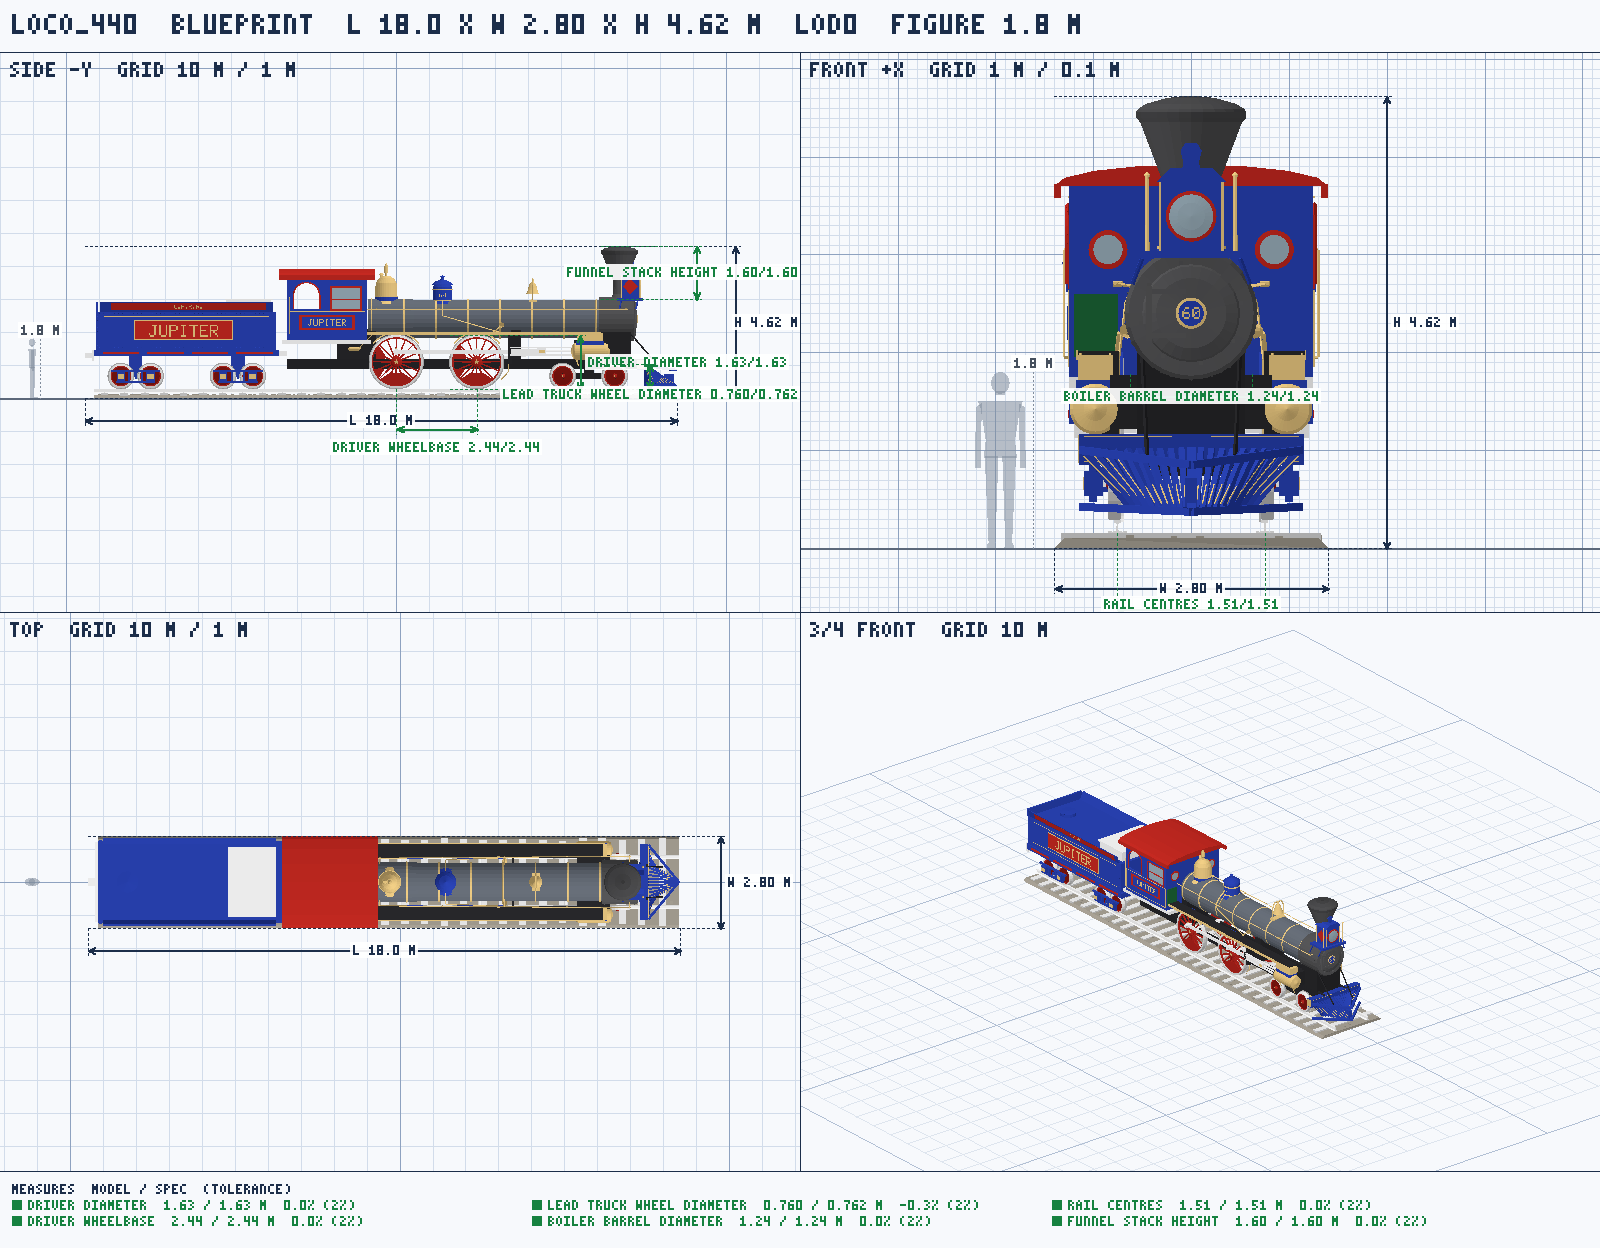 LOCO_440 BLUEPRINT L 18.0 X W 2.80 X H 4.62 M LOD0 FIGURE 1.8 M
SIDE -Y GRID 10 M / 1 M
FUNNEL STACK HEIGHT 1.60/1.60
H 4.62 M
1.8 M
JUPITER
JUPITER
DRIVER DIAMETER 1.63/1.63
LEAD TRUCK WHEEL DIAMETER 0.760/0.762
L 18.0 M
DRIVER WHEELBASE 2.44/2.44
FRONT +X GRID 1 M / 0.1 M
60
H 4.62 M
1.8 M
BOILER BARREL DIAMETER 1.24/1.24
W 2.80 M
RAIL CENTRES 1.51/1.51
TOP GRID 10 M / 1 M
W 2.80 M
L 18.0 M
3/4 FRONT GRID 10 M
JUPITER
MEASURES MODEL / SPEC (TOLERANCE)
DRIVER DIAMETER 1.63 / 1.63 M 0.0% (2%)
LEAD TRUCK WHEEL DIAMETER 0.760 / 0.762 M -0.3% (2%)
RAIL CENTRES 1.51 / 1.51 M 0.0% (2%)
DRIVER WHEELBASE 2.44 / 2.44 M 0.0% (2%)
BOILER BARREL DIAMETER 1.24 / 1.24 M 0.0% (2%)
FUNNEL STACK HEIGHT 1.60 / 1.60 M 0.0% (2%)